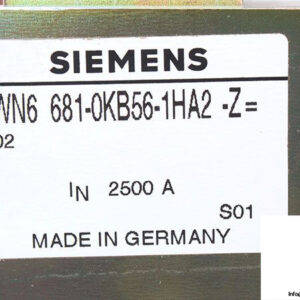 SIEMENS
WN6 681-0KB56-1HA2 -Z=
02
IN 2500 A
S01
MADE IN GERMANY